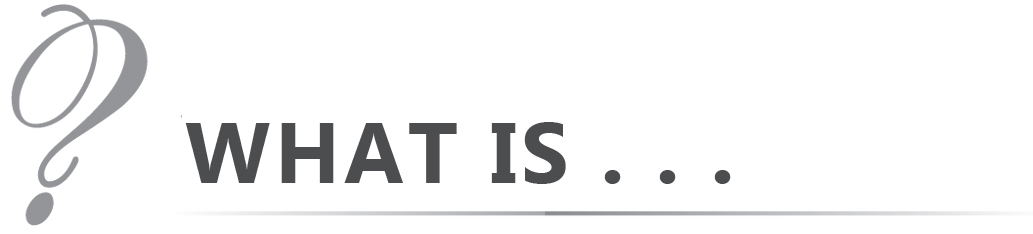 ? WHAT IS . . .